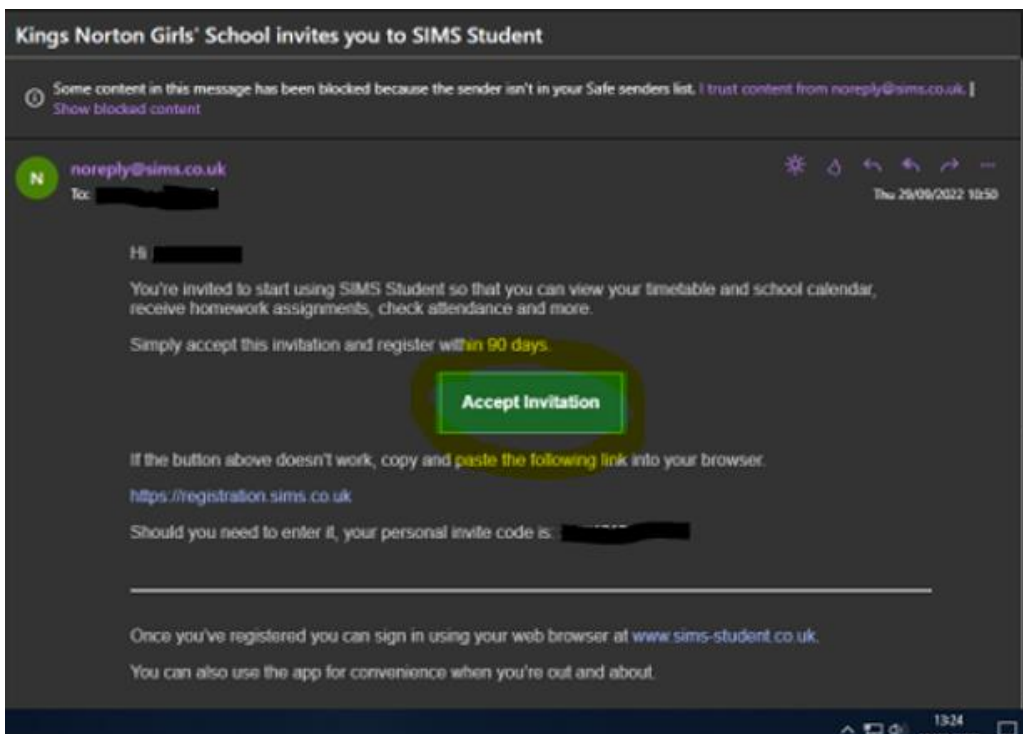 Kings Norton Girls' School invites you to SIMS Student
Some content in this message has been blocked because the sender isn't in your Safe senders list. I trust content from noreply@sims.co.uk. |
Show blocked content
N
noreply@sims.co.uk
To:
Thu 29/09/2022 10:50
Hi
You're invited to start using SIMS Student so that you can view your timetable and school calendar,
receive homework assignments, check attendance and more.
Simply accept this invitation and register within 90 days.
Accept Invitation
If the button above doesn't work, copy and paste the following link into your browser.
https://registration.sims.co.uk
Should you need to enter it, your personal invite code is:
Once you've registered you can sign in using your web browser at www.sims-student.co.uk.
You can also use the app for convenience when you're out and about.
13:24